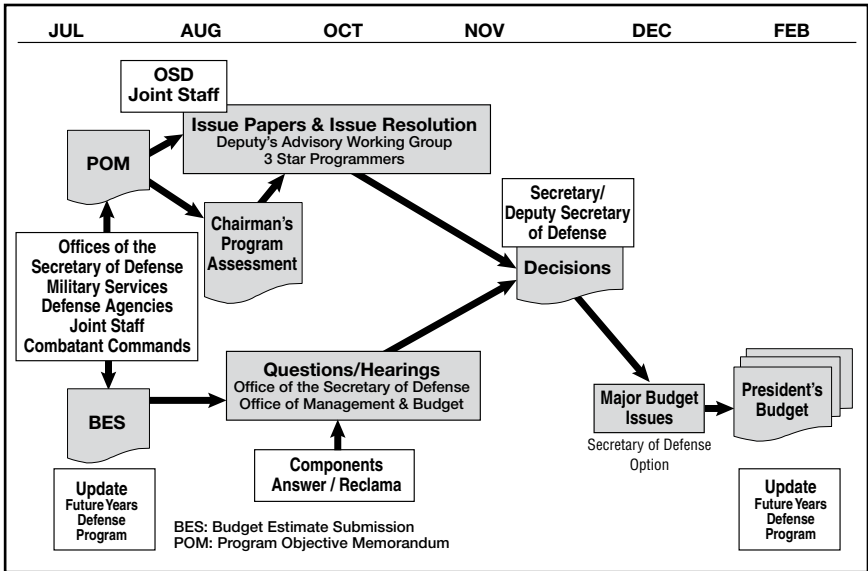 JUL AUG OCT NOV DEC FEB
OSD
Joint Staff
Issue Papers & Issue Resolution
Deputy's Advisory Working Group
3 Star Programmers
POM
Chairman's
Program
Assessment
Secretary/
Deputy Secretary
of Defense
Decisions
Offices of the
Secretary of Defense
Military Services
Defense Agencies
Joint Staff
Combatant Commands
Questions/Hearings
Office of the Secretary of Defense
Office of Management & Budget
BES
Major Budget
Issues
Secretary of Defense
Option
President's
Budget
Components
Answer / Reclama
Update
Future Years
Defense
Program
BES: Budget Estimate Submission
POM: Program Objective Memorandum
Update
Future Years
Defense
Program